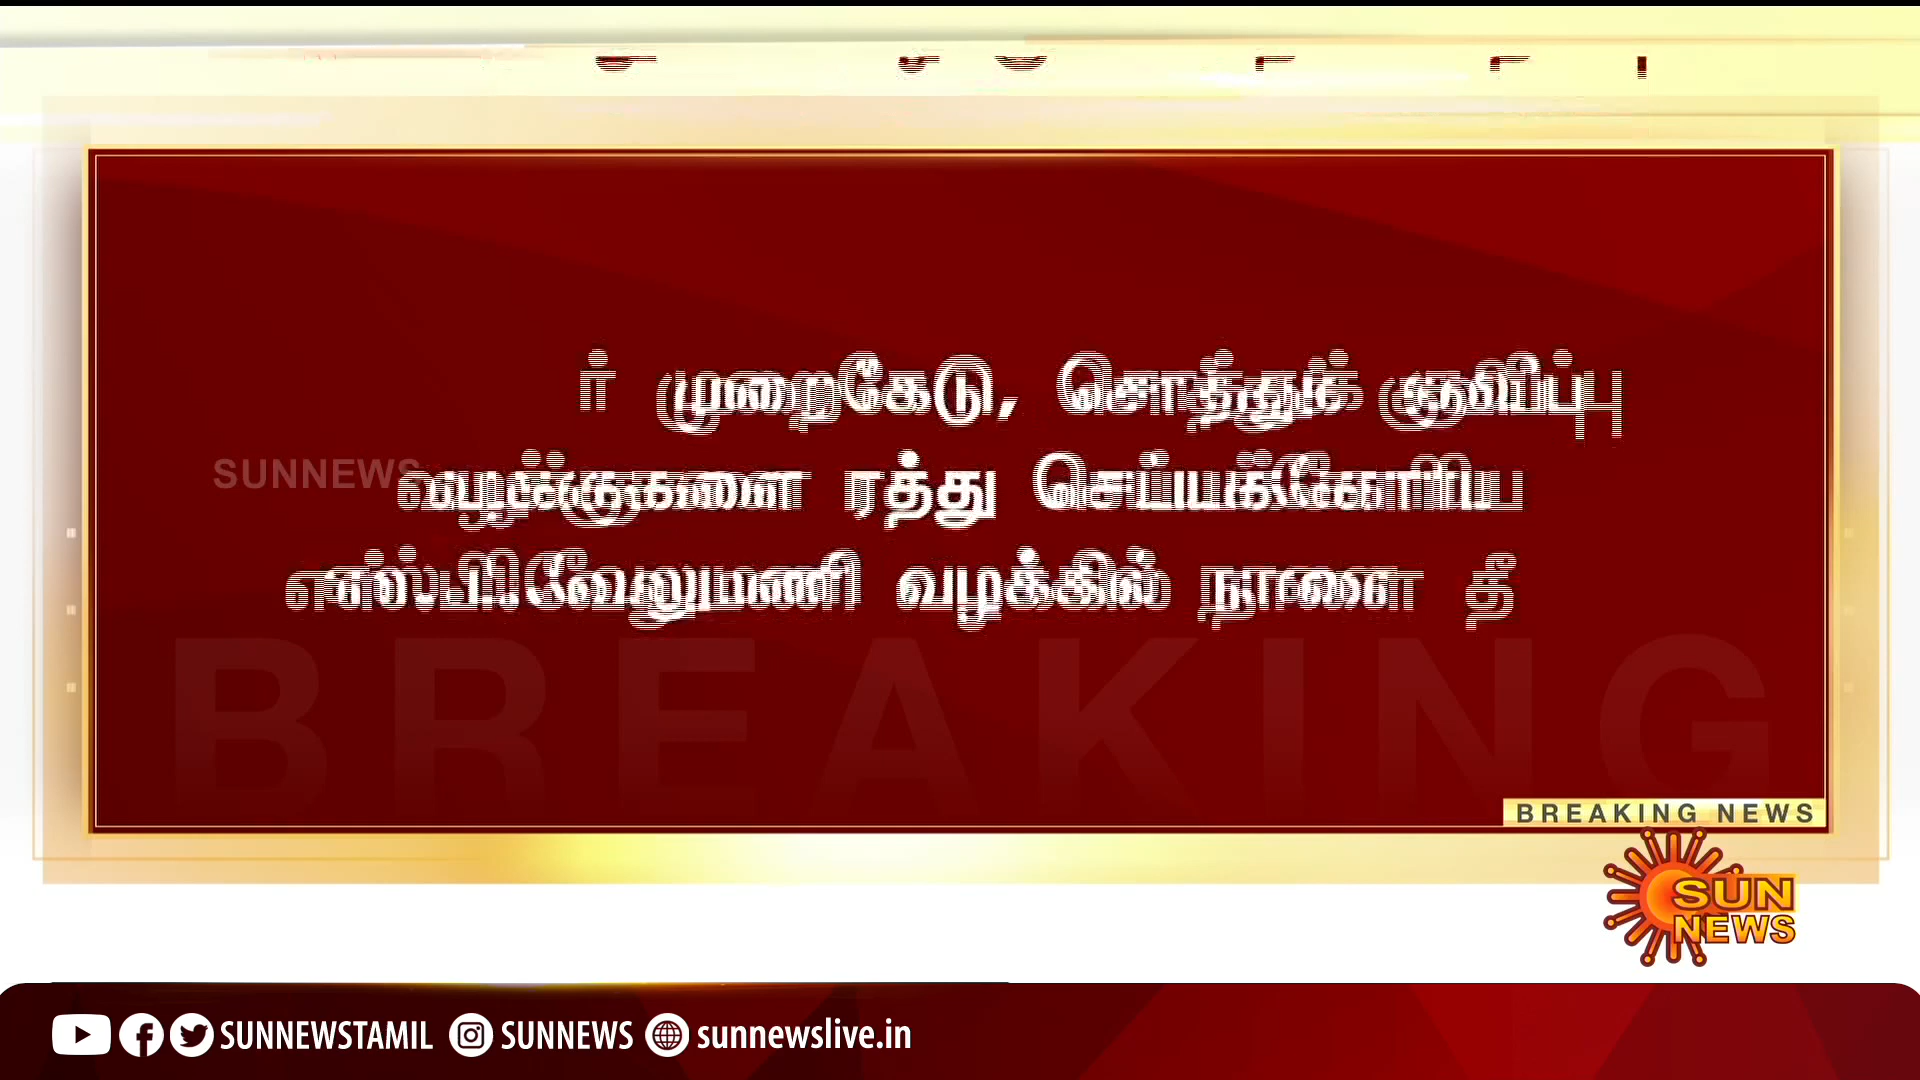 முறைகேடு, சொத்துக் குவிப்பு
SUNNEWS
வழக்குகளை ரத்து செய்யக்கோரிய
எஸ்.பி.வேலுமணி வழக்கில் நாளை தீ
BREAKING
BREAKING NEWS
SUN
NEWS
SUNNEWSTAMIL SUNNEWS sunnewslive.in